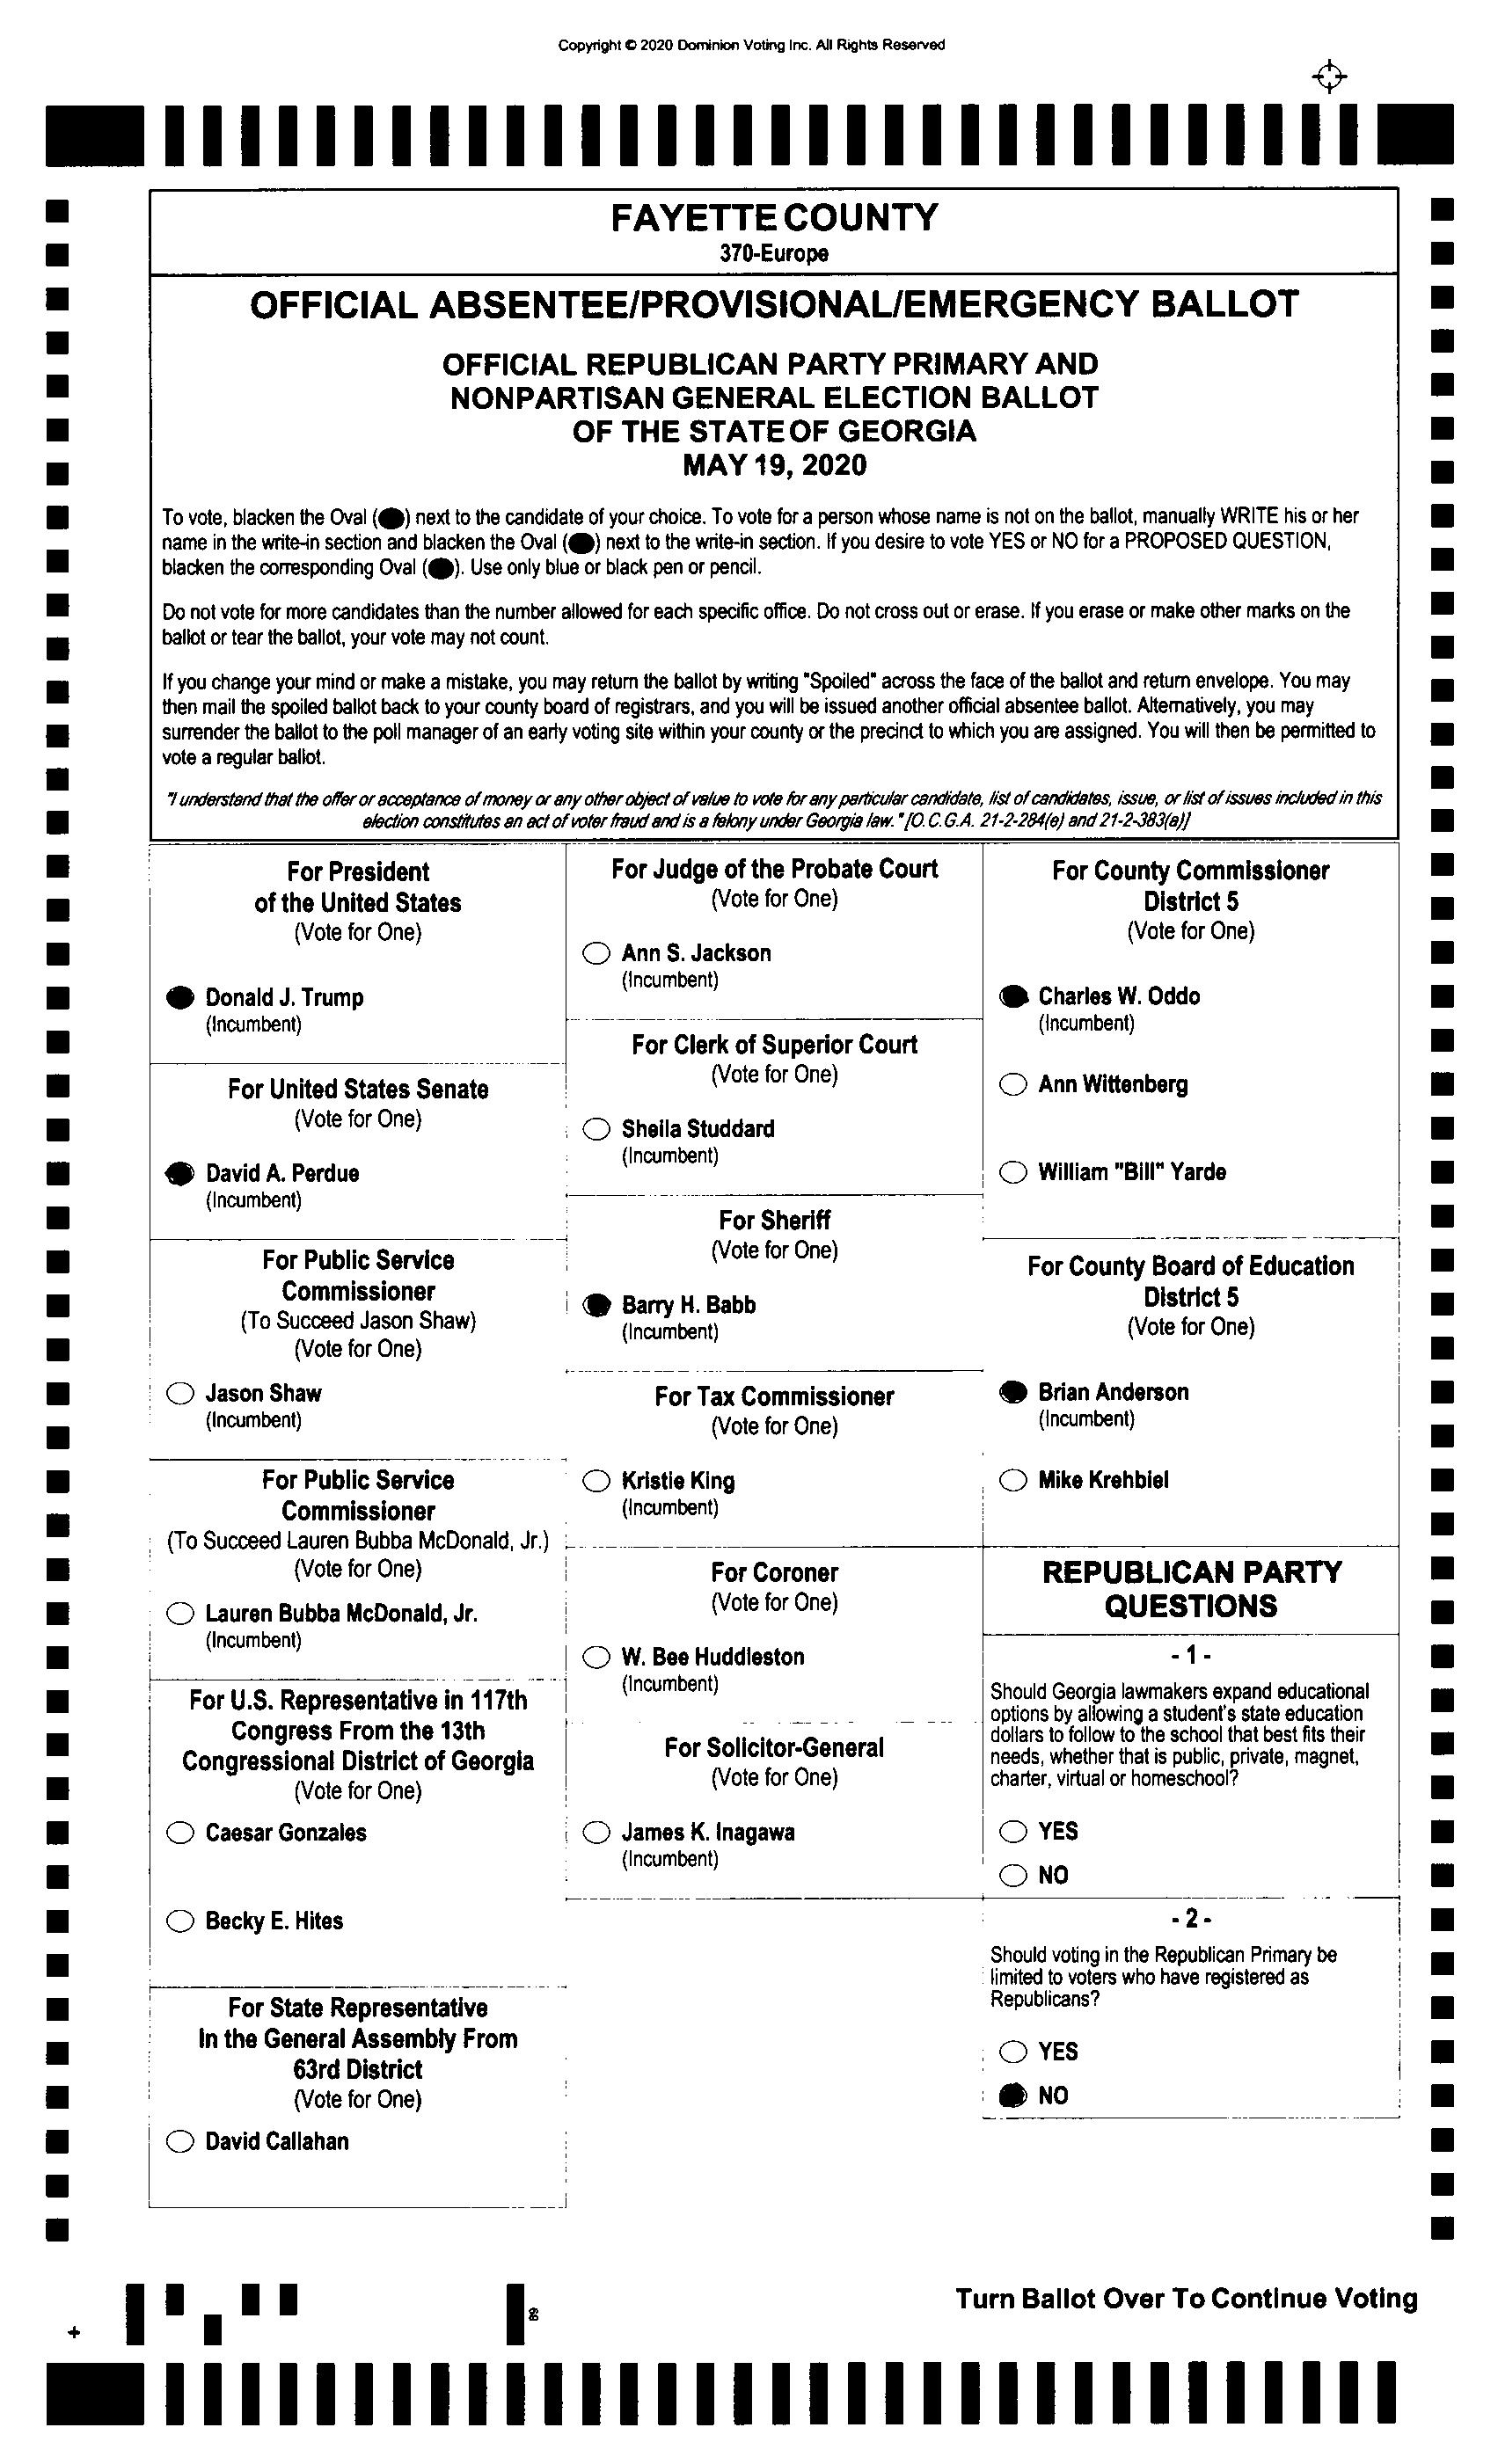 Copyright © 2020 Dominion Voting Inc. All Rights Reserved
FAYETTE COUNTY
370-Europe
OFFICIAL ABSENTEE/PROVISIONAL/EMERGENCY BALLOT
OFFICIAL REPUBLICAN PARTY PRIMARY AND
NONPARTISAN GENERAL ELECTION BALLOT
OF THE STATE OF GEORGIA
MAY 19, 2020
To vote, blacken the Oval ( ) next to the candidate of your choice. To vote for a person whose name is not on the ballot, manually WRITE his or her
name in the write-in section and blacken the Oval ( ) next to the write-in section. If you desire to vote YES or NO for a PROPOSED QUESTION,
blacken the corresponding Oval ( ). Use only blue or black pen or pencil.
Do not vote for more candidates than the number allowed for each specific office. Do not cross out or erase. If you erase or make other marks on the
ballot or tear the ballot, your vote may not count.
If you change your mind or make a mistake, you may return the ballot by writing "Spoiled" across the face of the ballot and return envelope. You may
then mail the spoiled ballot back to your county board of registrars, and you will be issued another official absentee ballot. Alternatively, you may
surrender the ballot to the poll manager of an early voting site within your county or the precinct to which you are assigned. You will then be permitted to
vote a regular ballot.
"I understand that the offer or acceptance of money or any other object of value to vote for any particular candidate, list of candidates, issue, or list of issues included in this
election constitutes an act of voter fraud and is a felony under Georgia law." [O.C.G.A. 21-2-284(e) and 21-2-383(a)]
For President
of the United States
(Vote for One)
Donald J. Trump
(Incumbent)
For United States Senate
(Vote for One)
David A. Perdue
(Incumbent)
For Public Service
Commissioner
(To Succeed Jason Shaw)
(Vote for One)
Jason Shaw
(Incumbent)
For Public Service
Commissioner
(To Succeed Lauren Bubba McDonald, Jr.)
(Vote for One)
Lauren Bubba McDonald, Jr.
(Incumbent)
For U.S. Representative in 117th
Congress From the 13th
Congressional District of Georgia
(Vote for One)
Caesar Gonzales
Becky E. Hites
For State Representative
In the General Assembly From
63rd District
(Vote for One)
David Callahan
For Judge of the Probate Court
(Vote for One)
Ann S. Jackson
(Incumbent)
For Clerk of Superior Court
(Vote for One)
Sheila Studdard
(Incumbent)
For Sheriff
(Vote for One)
Barry H. Babb
(Incumbent)
For Tax Commissioner
(Vote for One)
Kristie King
(Incumbent)
For Coroner
(Vote for One)
W. Bee Huddleston
(Incumbent)
For Solicitor-General
(Vote for One)
James K. Inagawa
(Incumbent)
For County Commissioner
District 5
(Vote for One)
Charles W. Oddo
(Incumbent)
Ann Wittenberg
William "Bill" Yarde
For County Board of Education
District 5
(Vote for One)
Brian Anderson
(Incumbent)
Mike Krehbiel
REPUBLICAN PARTY
QUESTIONS
- 1 -
Should Georgia lawmakers expand educational
options by allowing a student's state education
dollars to follow to the school that best fits their
needs, whether that is public, private, magnet,
charter, virtual or homeschool?
YES
NO
- 2 -
Should voting in the Republican Primary be
limited to voters who have registered as
Republicans?
YES
NO
Turn Ballot Over To Continue Voting